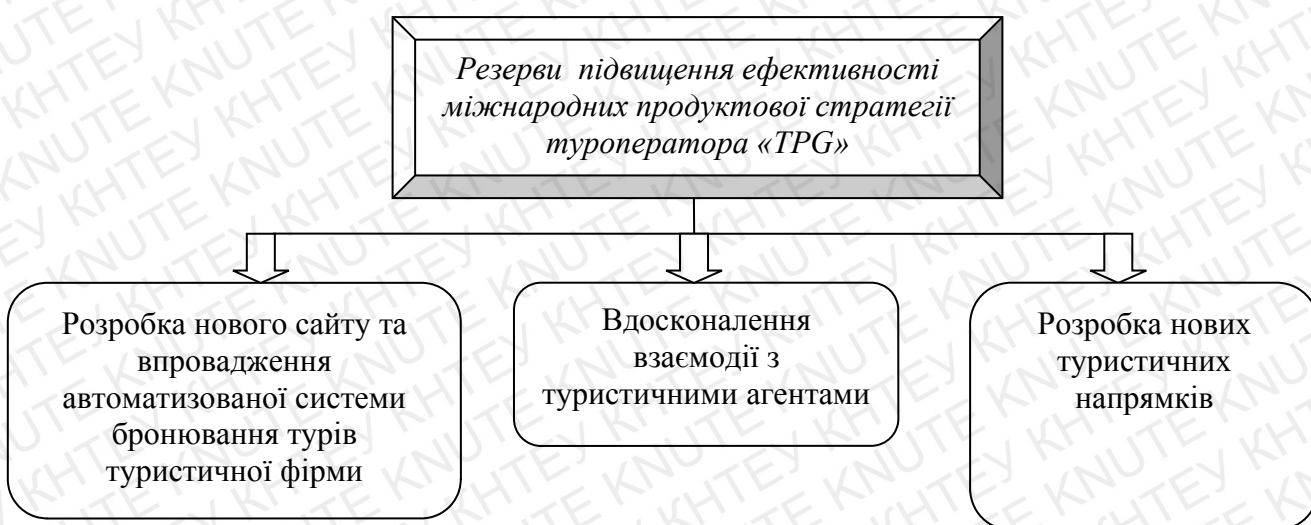 Резерви підвищення ефективності
міжнародних продуктової стратегії
туроператора «TPG»
Розробка нового сайту та
впровадження
автоматизованої системи
бронювання турів
туристичної фірми
Вдосконалення
взаємодії з
туристичними агентами
Розробка нових
туристичних
напрямків